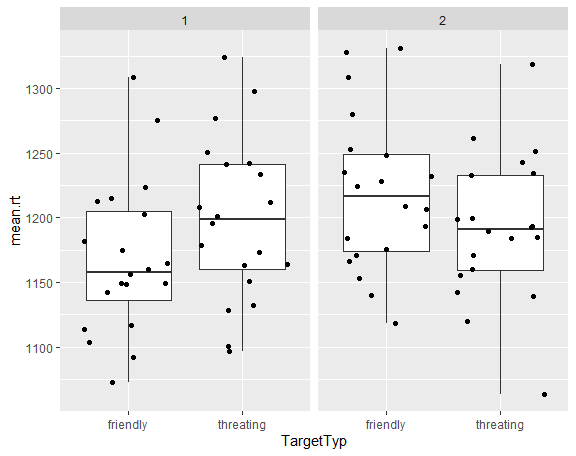 1
2
mean.rt
1300
1250
1200
1150
1100
friendly
threating
friendly
threating
TargetTyp